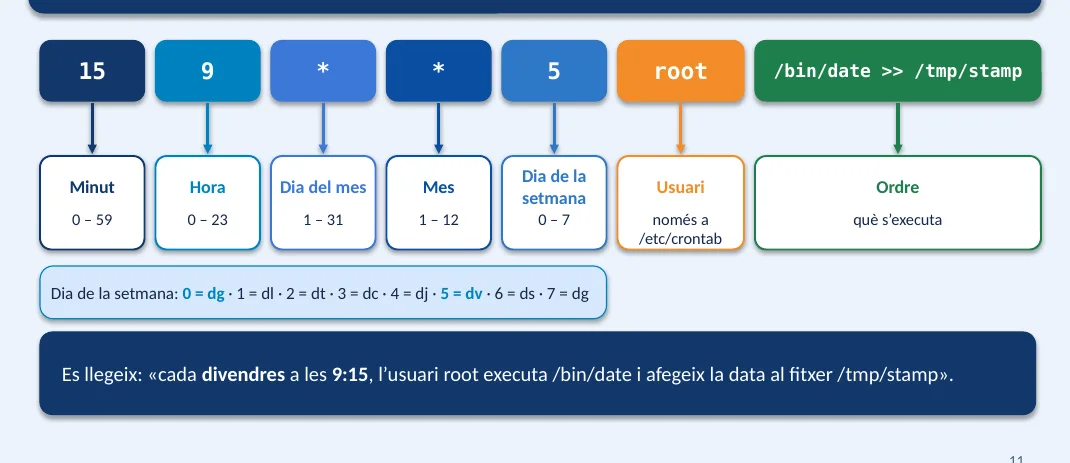 15 9 * * 5 root /bin/date >> /tmp/stamp
Minut
0 – 59
Hora
0 – 23
Dia del mes
1 – 31
Mes
1 – 12
Dia de la
setmana
0 – 7
Usuari
només a
/etc/crontab
Ordre
què s’executa
Dia de la setmana: 0 = dg · 1 = dl · 2 = dt · 3 = dc · 4 = dj · 5 = dv · 6 = ds · 7 = dg
Es llegeix: «cada divendres a les 9:15, l’usuari root executa /bin/date i afegeix la data al fitxer /tmp/stamp».
11